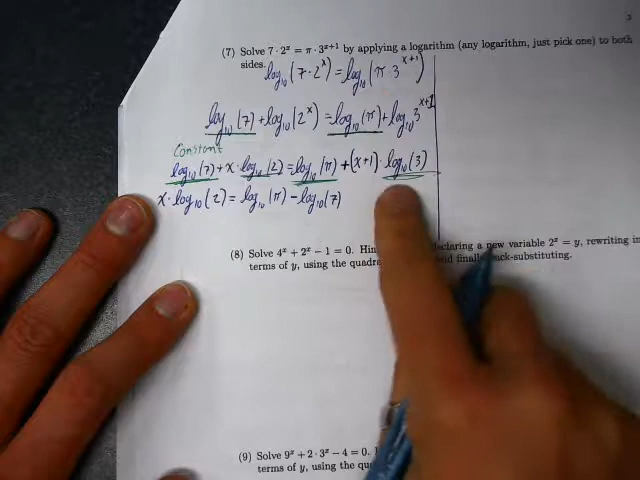 3
(7) Solve 7 · 2^x = π · 3^{x+1} by applying a logarithm (any logarithm, just pick one) to both
sides.
log₁₀(7·2^x) = log₁₀(π·3^{x+1})
log₁₀(7) + log₁₀(2^x) = log₁₀(π) + log₁₀3^{x+1}
Constant
log₁₀(7) + x·log₁₀(2) = log₁₀(π) + (x+1)·log₁₀(3)
x·log₁₀(2) = log₁₀(π) − log₁₀(7)
(8) Solve 4^x + 2^x − 1 = 0. declaring a new variable 2^x = y, rewriting in
terms of y, using the back-substituting.
(9) Solve 9^x + 2 · 3^x − 4 = 0.
terms of y, using the